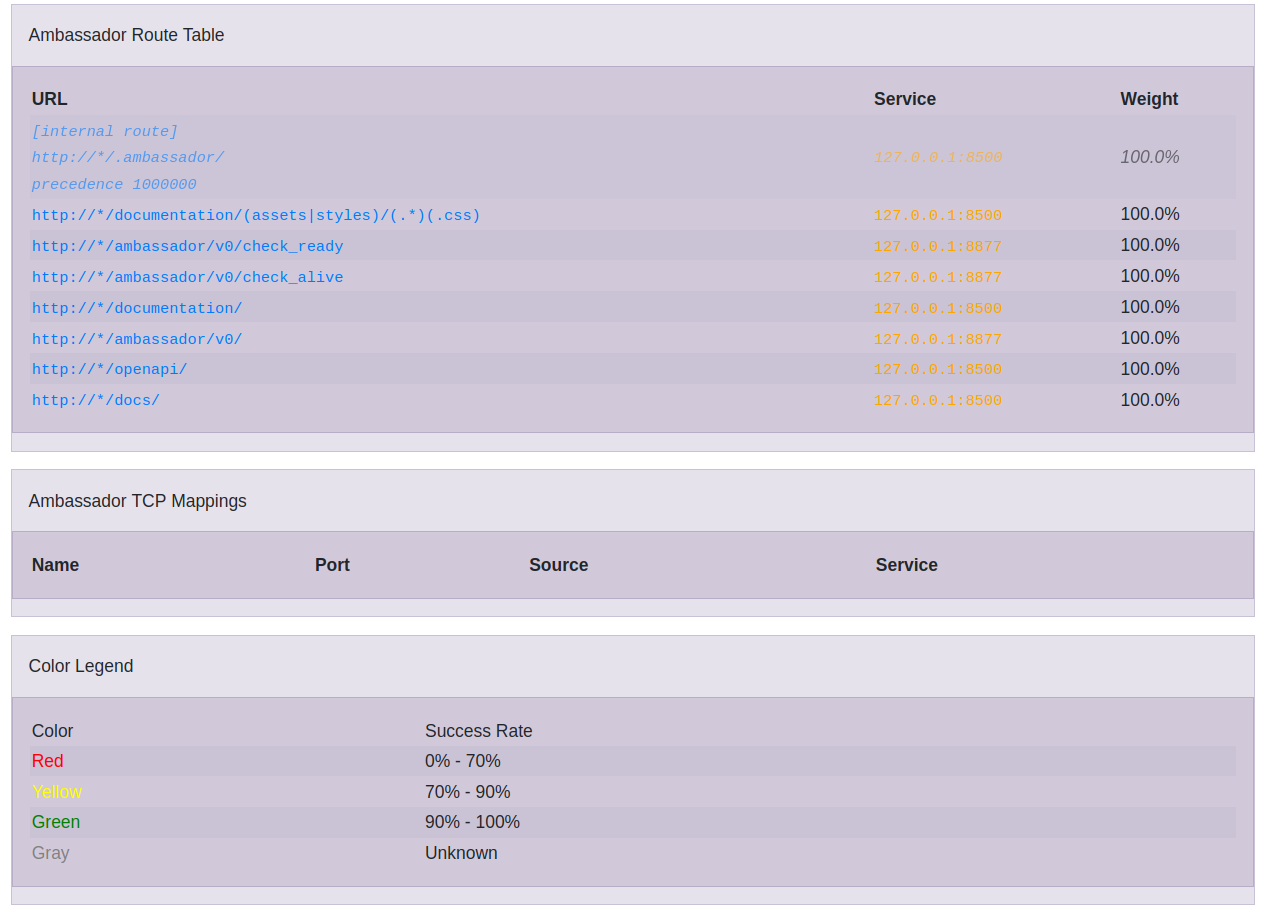 Ambassador Route Table
URL Service Weight
[internal route]
http://*/.ambassador/ 127.0.0.1:8500 100.0%
precedence 1000000
http://*/documentation/(assets|styles)/(.*)(.css) 127.0.0.1:8500 100.0%
http://*/ambassador/v0/check_ready 127.0.0.1:8877 100.0%
http://*/ambassador/v0/check_alive 127.0.0.1:8877 100.0%
http://*/documentation/ 127.0.0.1:8500 100.0%
http://*/ambassador/v0/ 127.0.0.1:8877 100.0%
http://*/openapi/ 127.0.0.1:8500 100.0%
http://*/docs/ 127.0.0.1:8500 100.0%
Ambassador TCP Mappings
Name Port Source Service
Color Legend
Color Success Rate
Red 0% - 70%
Yellow 70% - 90%
Green 90% - 100%
Gray Unknown